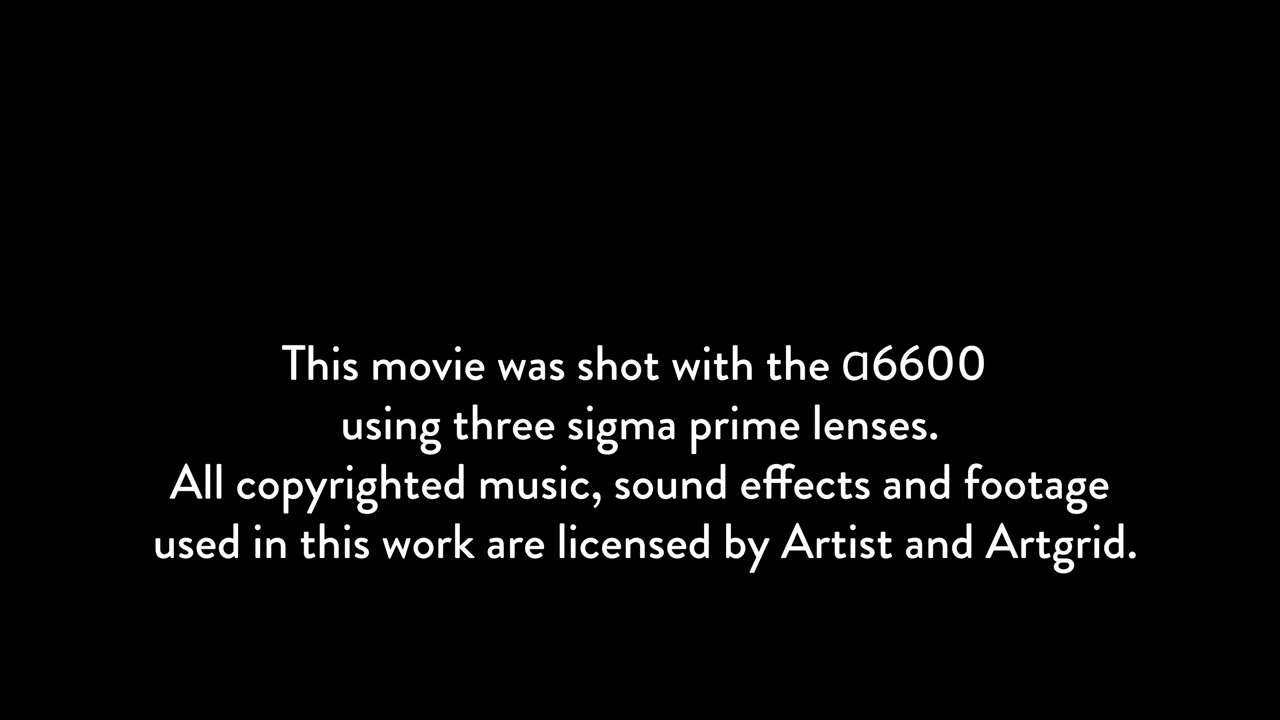 This movie was shot with the α6600
using three sigma prime lenses.
All copyrighted music, sound effects and footage
used in this work are licensed by Artist and Artgrid.